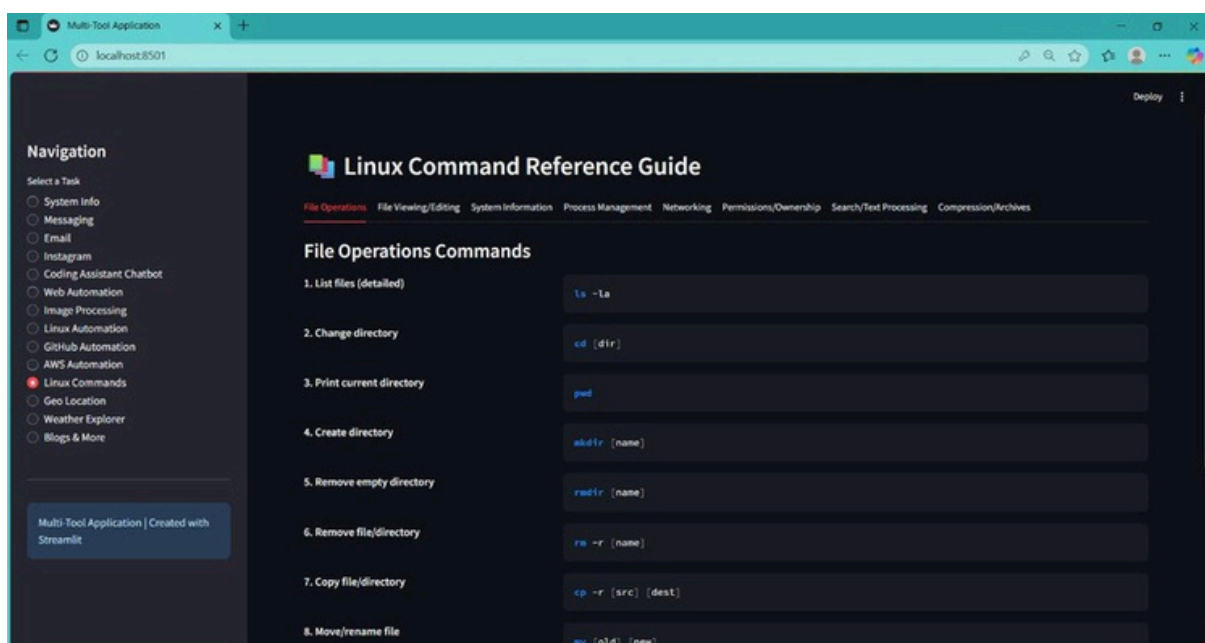 Multi-Tool Application
localhost:8501
Deploy
Navigation
Select a Task
System Info
Messaging
Email
Instagram
Coding Assistant Chatbot
Web Automation
Image Processing
Linux Automation
GitHub Automation
AWS Automation
Linux Commands
Geo Location
Weather Explorer
Blogs & More
Multi-Tool Application | Created with
Streamlit
Linux Command Reference Guide
File Operations File Viewing/Editing System Information Process Management Networking Permissions/Ownership Search/Text Processing Compression/Archives
File Operations Commands
1. List files (detailed)
ls -la
2. Change directory
cd [dir]
3. Print current directory
pwd
4. Create directory
mkdir [name]
5. Remove empty directory
rmdir [name]
6. Remove file/directory
rm -r [name]
7. Copy file/directory
cp -r [src] [dest]
8. Move/rename file
mv [old] [new]